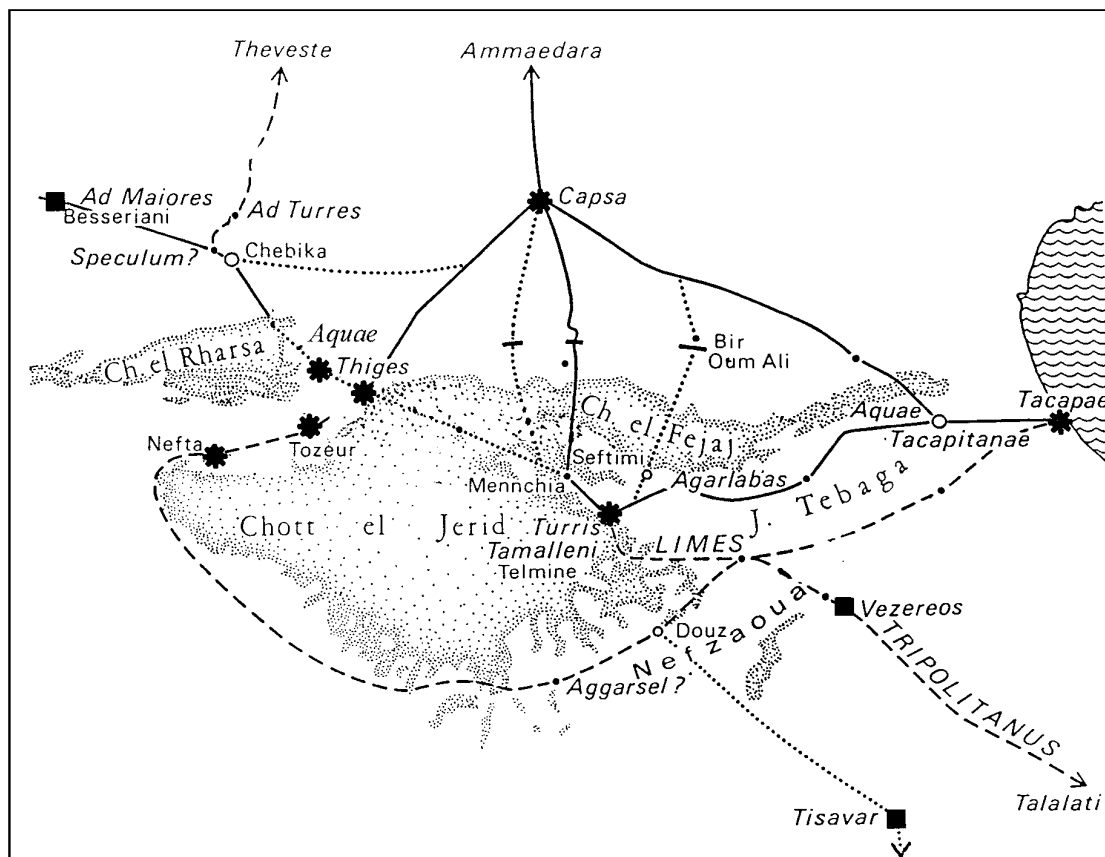 Theveste
Ammaedara
Ad Maiores
Besseriani
Ad Turres
Capsa
Speculum?
Chebika
Ch. el Rharsa
Aquae
Thiges
Bir
Oum Ali
Ch. el Fejaj
Aquae
Tacapitanae
Tacapae
Nefta
Tozeur
Seftimi
Mennchia
Agarlabas
J. Tebaga
Chott el Jerid
Turris
Tamalleni
Telmine
LIMES
Vezereos
Douz
Nefzaoua
Aggarsel ?
TRIPOLITANUS
Tisavar
Talalati